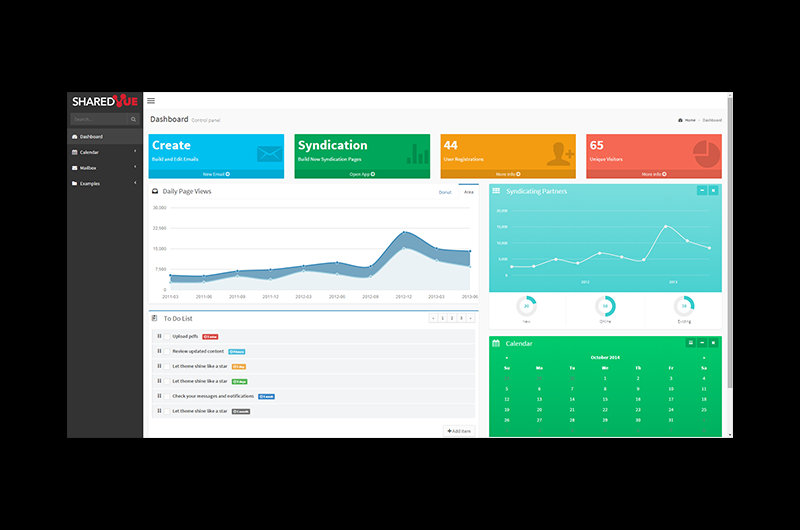 SHAREDVUE
Search...
Dashboard
Calendar
Mailbox
Examples
Dashboard Control panel
Home > Dashboard
Create
Build and Edit Emails
New Email
Syndication
Build New Syndication Pages
Open App
44
User Registrations
More info
65
Unique Visitors
More info
Daily Page Views
Donut
Area
30,000
22,500
15,000
7,500
0
2011-03 2011-06 2011-09 2011-12 2012-03 2012-06 2012-09 2012-12 2013-03 2013-06
Syndicating Partners
20,000
15,000
10,000
5,000
0
2012 2013
New
Online
Existing
To Do List
« 1 2 3 »
Upload pdfs
Review updated content
Let theme shine like a star
Let theme shine like a star
Check your messages and notifications
Let theme shine like a star
+ Add item
Calendar
« October 2014 »
Su Mo Tu We Th Fr Sa
1 2 3 4
5 6 7 8 9 10 11
12 13 14 15 16 17 18
19 20 21 22 23 24 25
26 27 28 29 30 31